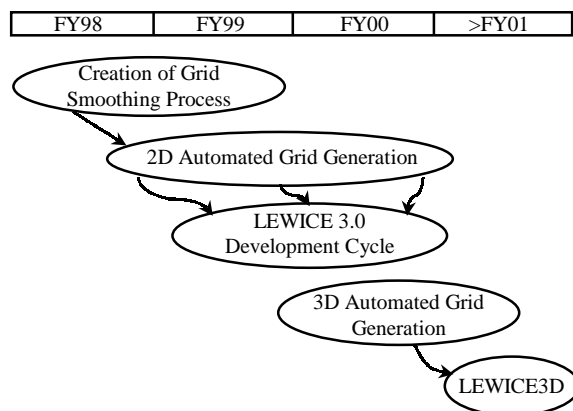 FY98 FY99 FY00 >FY01
Creation of Grid
Smoothing Process
2D Automated Grid Generation
LEWICE 3.0
Development Cycle
3D Automated Grid
Generation
LEWICE3D